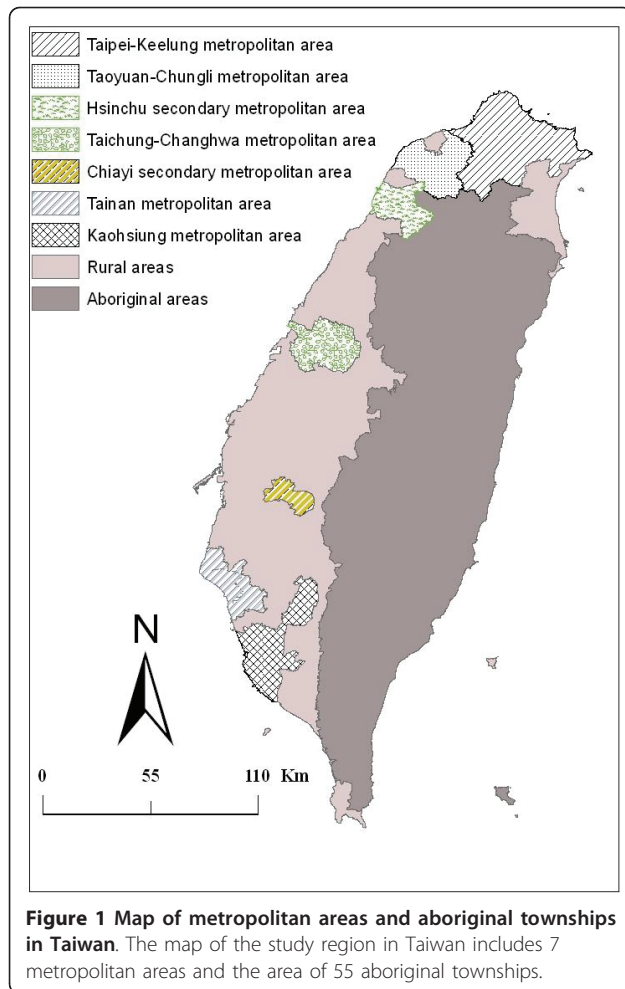 Taipei-Keelung metropolitan area
Taoyuan-Chungli metropolitan area
Hsinchu secondary metropolitan area
Taichung-Changhwa metropolitan area
Chiayi secondary metropolitan area
Tainan metropolitan area
Kaohsiung metropolitan area
Rural areas
Aboriginal areas
N
0 55 110 Km
Figure 1 Map of metropolitan areas and aboriginal townships
in Taiwan. The map of the study region in Taiwan includes 7
metropolitan areas and the area of 55 aboriginal townships.